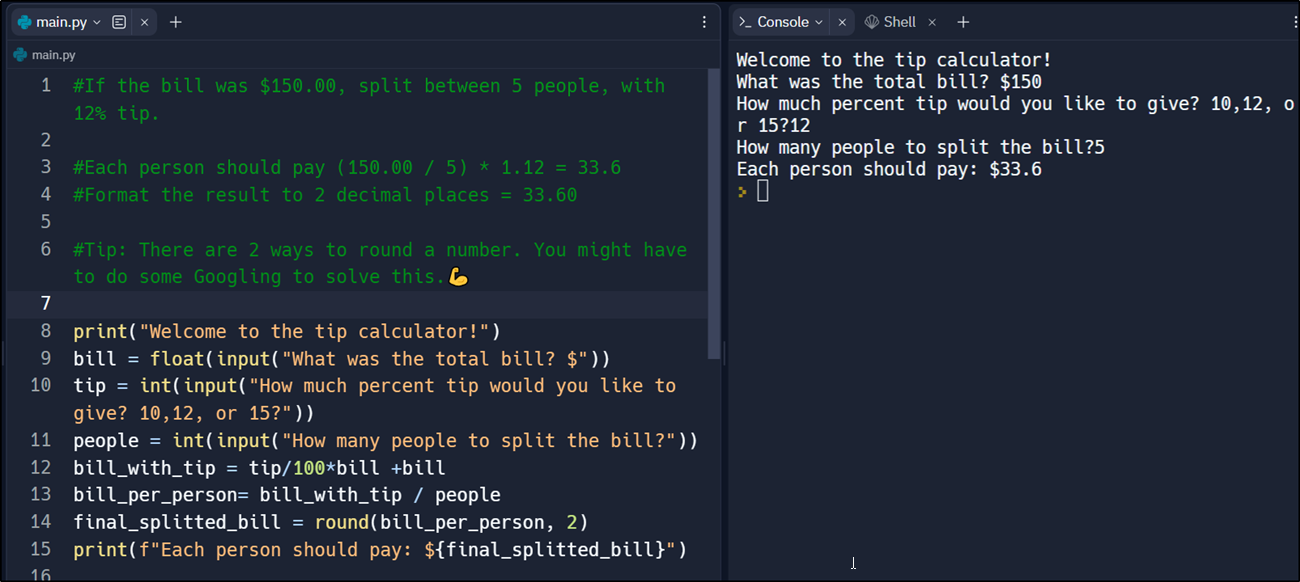 main.py
main.py
1 #If the bill was $150.00, split between 5 people, with
12% tip.
2
3 #Each person should pay (150.00 / 5) * 1.12 = 33.6
4 #Format the result to 2 decimal places = 33.60
5
6 #Tip: There are 2 ways to round a number. You might have
to do some Googling to solve this.💪
7
8 print("Welcome to the tip calculator!")
9 bill = float(input("What was the total bill? $"))
10 tip = int(input("How much percent tip would you like to
give? 10,12, or 15?"))
11 people = int(input("How many people to split the bill?"))
12 bill_with_tip = tip/100*bill +bill
13 bill_per_person= bill_with_tip / people
14 final_splitted_bill = round(bill_per_person, 2)
15 print(f"Each person should pay: ${final_splitted_bill}")
16
Console Shell
Welcome to the tip calculator!
What was the total bill? $150
How much percent tip would you like to give? 10,12, o
r 15?12
How many people to split the bill?5
Each person should pay: $33.6